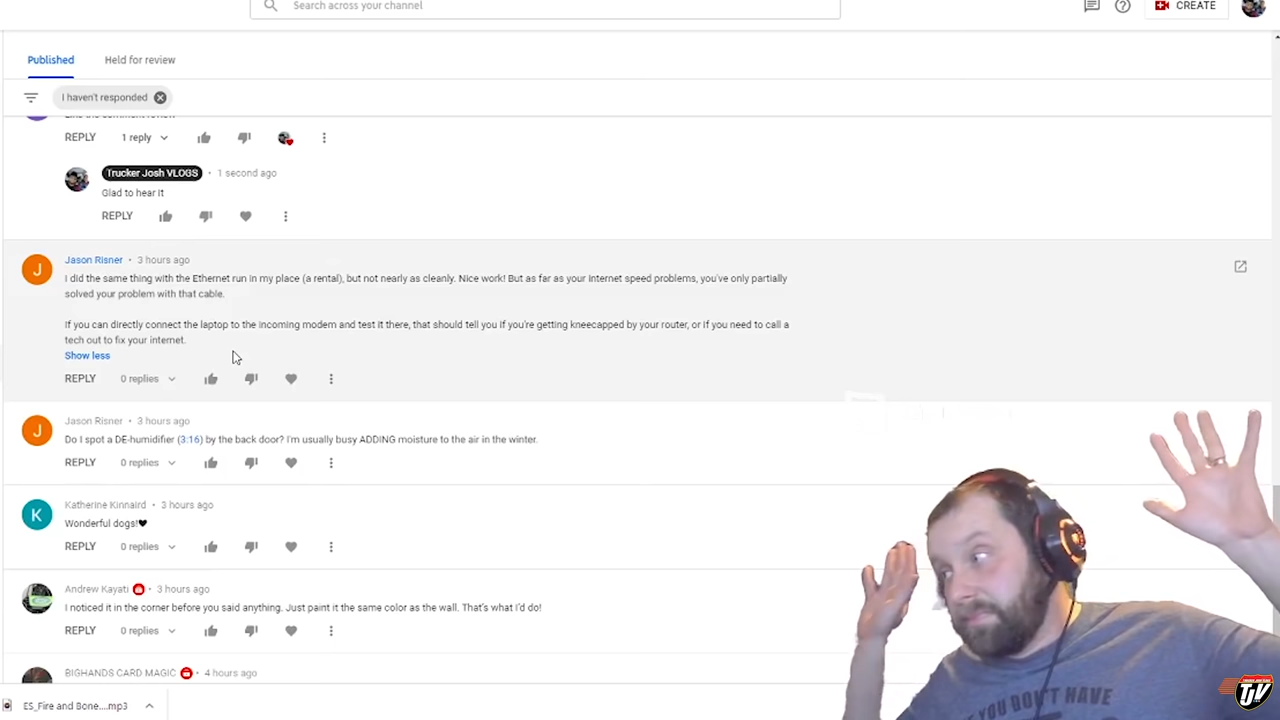 Search across your channel
CREATE
Published
Held for review
I haven't responded
REPLY
1 reply
Trucker Josh VLOGS • 1 second ago
Glad to hear it
REPLY
Jason Risner • 3 hours ago
I did the same thing with the Ethernet run in my place (a rental), but not nearly as cleanly. Nice work! But as far as your Internet speed problems, you've only partially
solved your problem with that cable.
If you can directly connect the laptop to the incoming modem and test it there, that should tell you if you're getting kneecapped by your router, or if you need to call a
tech out to fix your internet.
Show less
REPLY
0 replies
Jason Risner • 3 hours ago
Do I spot a DE-humidifier (3:16) by the back door? I'm usually busy ADDING moisture to the air in the winter.
REPLY
0 replies
Katherine Kinnaird • 3 hours ago
Wonderful dogs!
REPLY
0 replies
Andrew Kayati • 3 hours ago
I noticed it in the corner before you said anything. Just paint it the same color as the wall. That's what I'd do!
REPLY
0 replies
BIGHANDS CARD MAGIC • 4 hours ago
ES_Fire and Bone....mp3
YOU DON'T HAVE
TJV